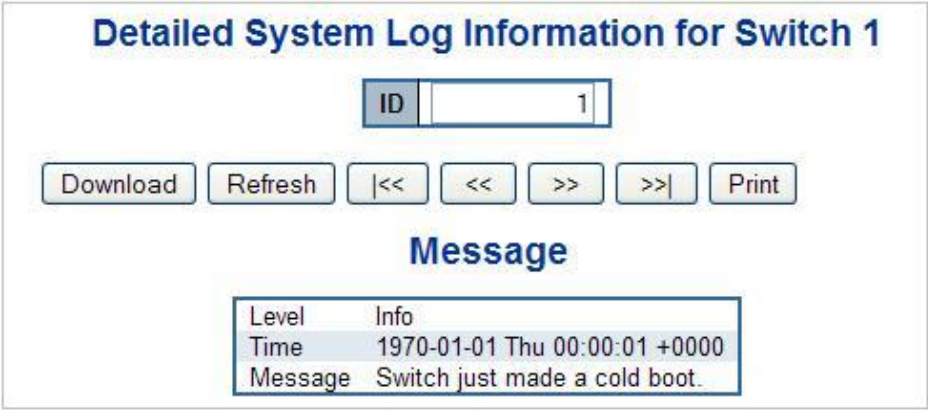 Detailed System Log Information for Switch 1
ID 1
Download Refresh |<< << >> >>| Print
Message
Level Info
Time 1970-01-01 Thu 00:00:01 +0000
Message Switch just made a cold boot.